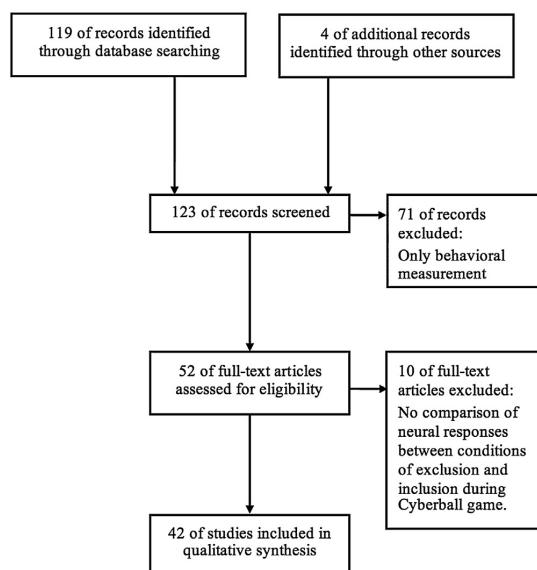 119 of records identified
through database searching
4 of additional records
identified through other sources
123 of records screened
71 of records
excluded:
Only behavioral
measurement
52 of full-text articles
assessed for eligibility
10 of full-text
articles excluded:
No comparison of
neural responses
between conditions
of exclusion and
inclusion during
Cyberball game.
42 of studies included in
qualitative synthesis